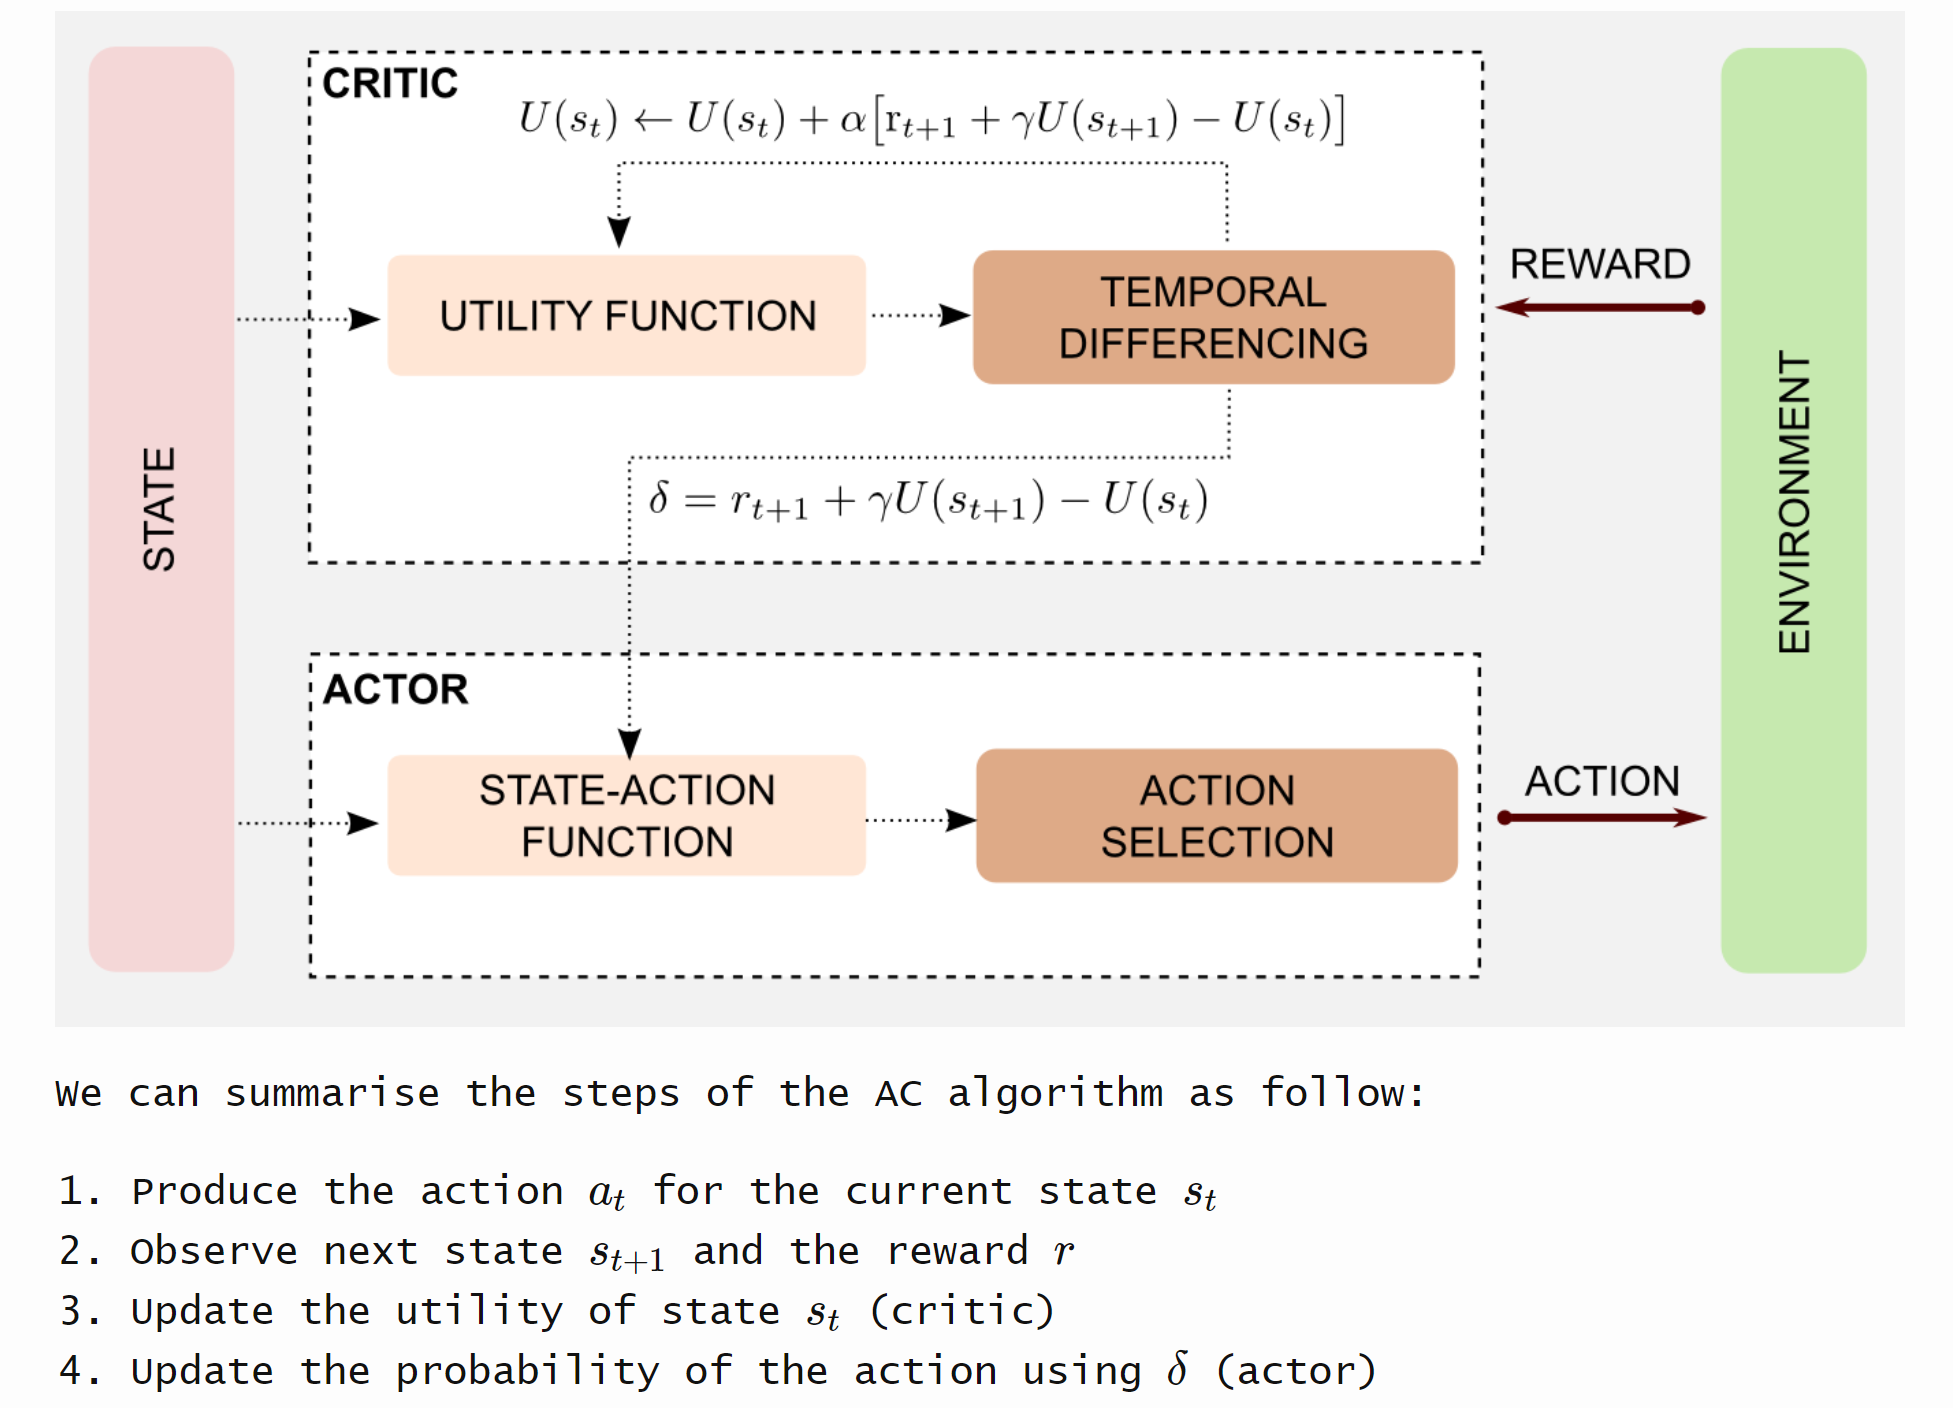 CRITIC
U(s_t) ← U(s_t) + α[r_{t+1} + γU(s_{t+1}) − U(s_t)]
UTILITY FUNCTION
TEMPORAL
DIFFERENCING
δ = r_{t+1} + γU(s_{t+1}) − U(s_t)
STATE
REWARD
ENVIRONMENT
ACTOR
STATE-ACTION
FUNCTION
ACTION
SELECTION
ACTION
We can summarise the steps of the AC algorithm as follow:
1. Produce the action a_t for the current state s_t
2. Observe next state s_{t+1} and the reward r
3. Update the utility of state s_t (critic)
4. Update the probability of the action using δ (actor)